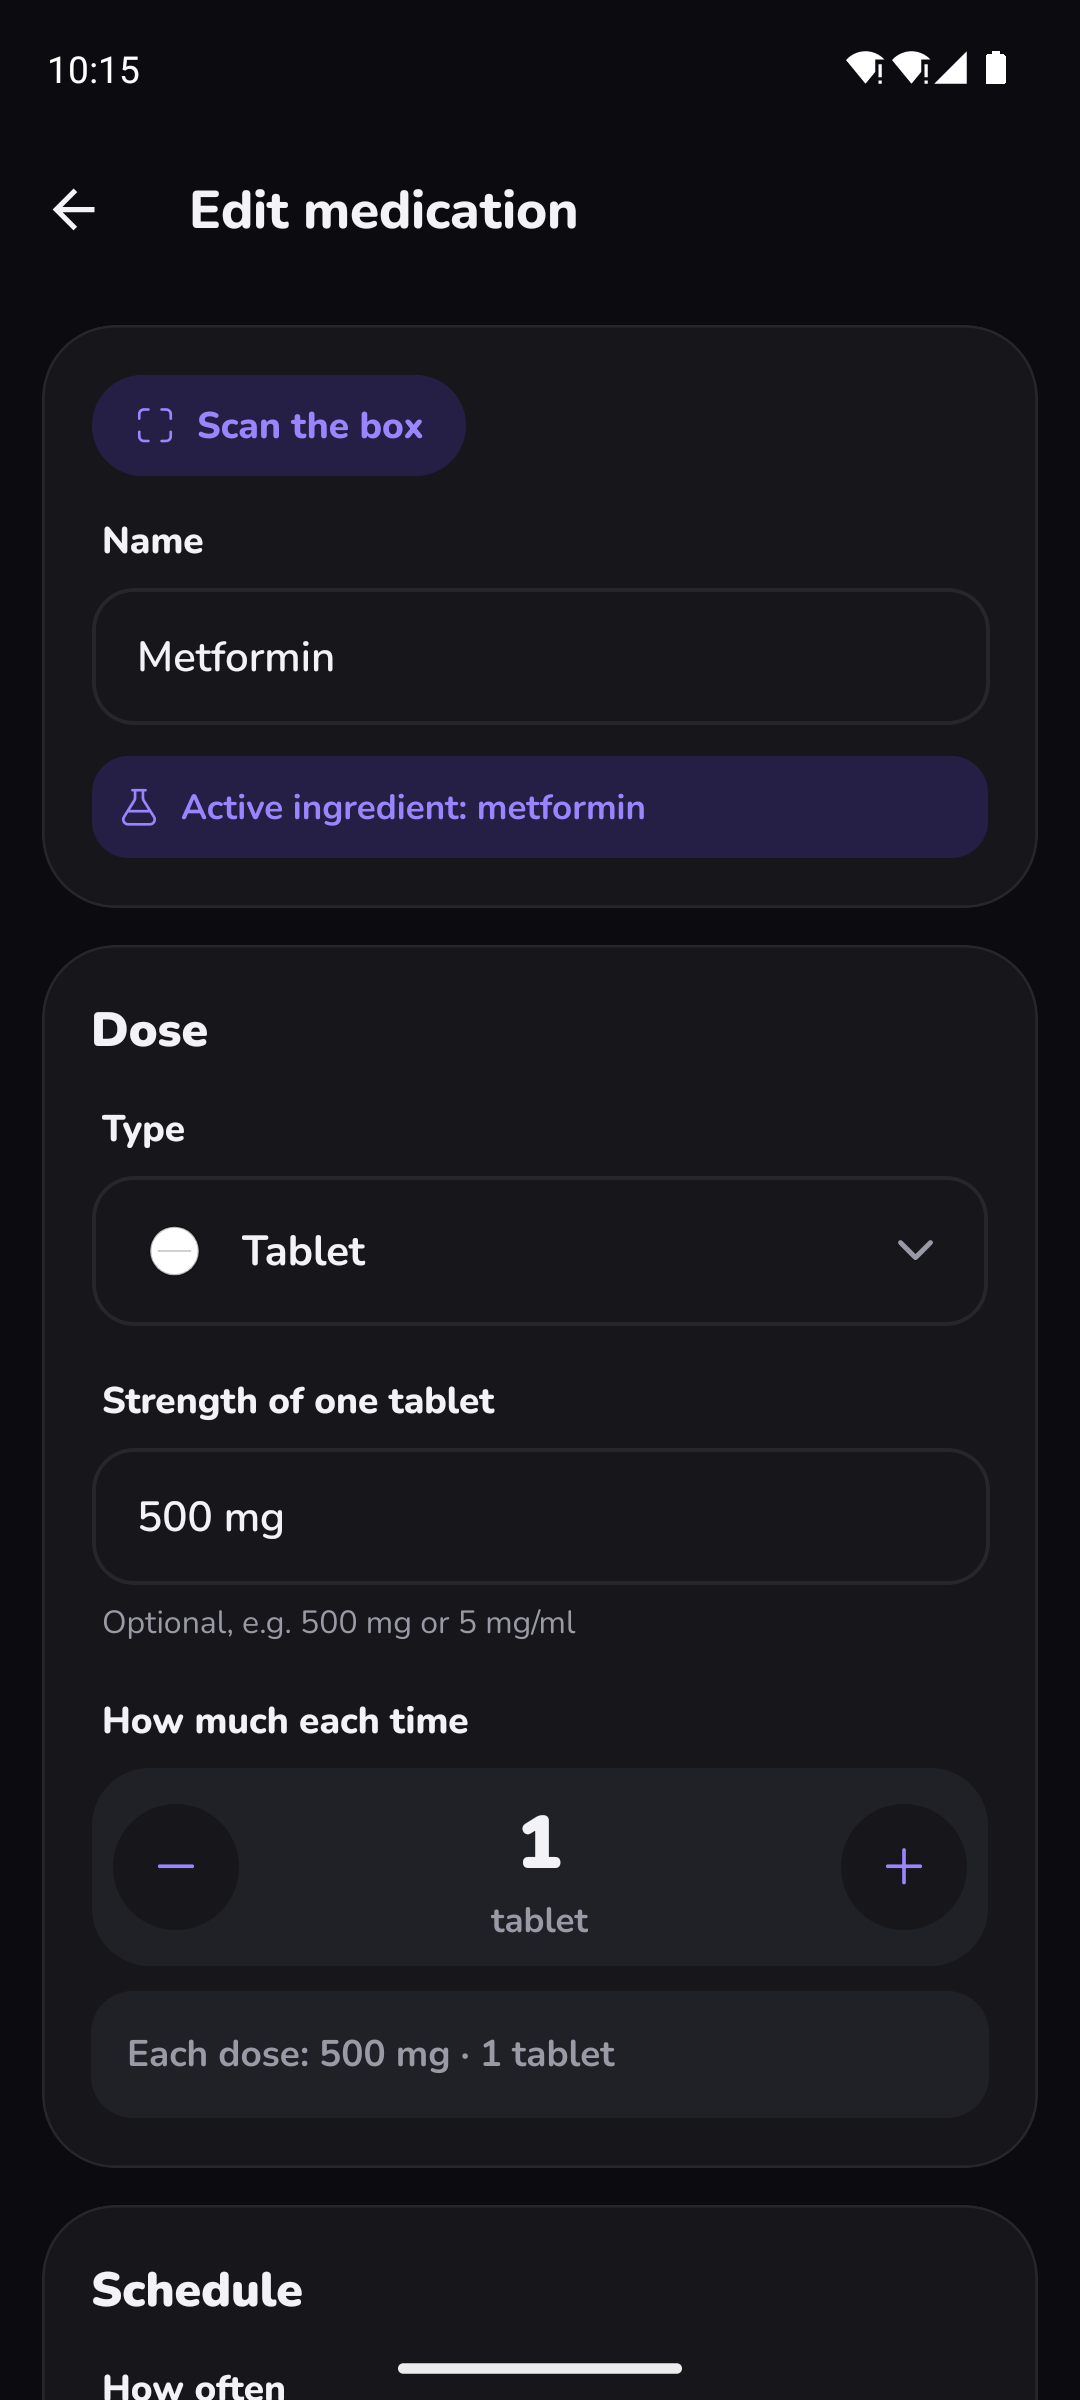 10:15
Edit medication
Scan the box
Name
Metformin
Active ingredient: metformin
Dose
Type
Tablet
Strength of one tablet
500 mg
Optional, e.g. 500 mg or 5 mg/ml
How much each time
1
tablet
Each dose: 500 mg · 1 tablet
Schedule
How often